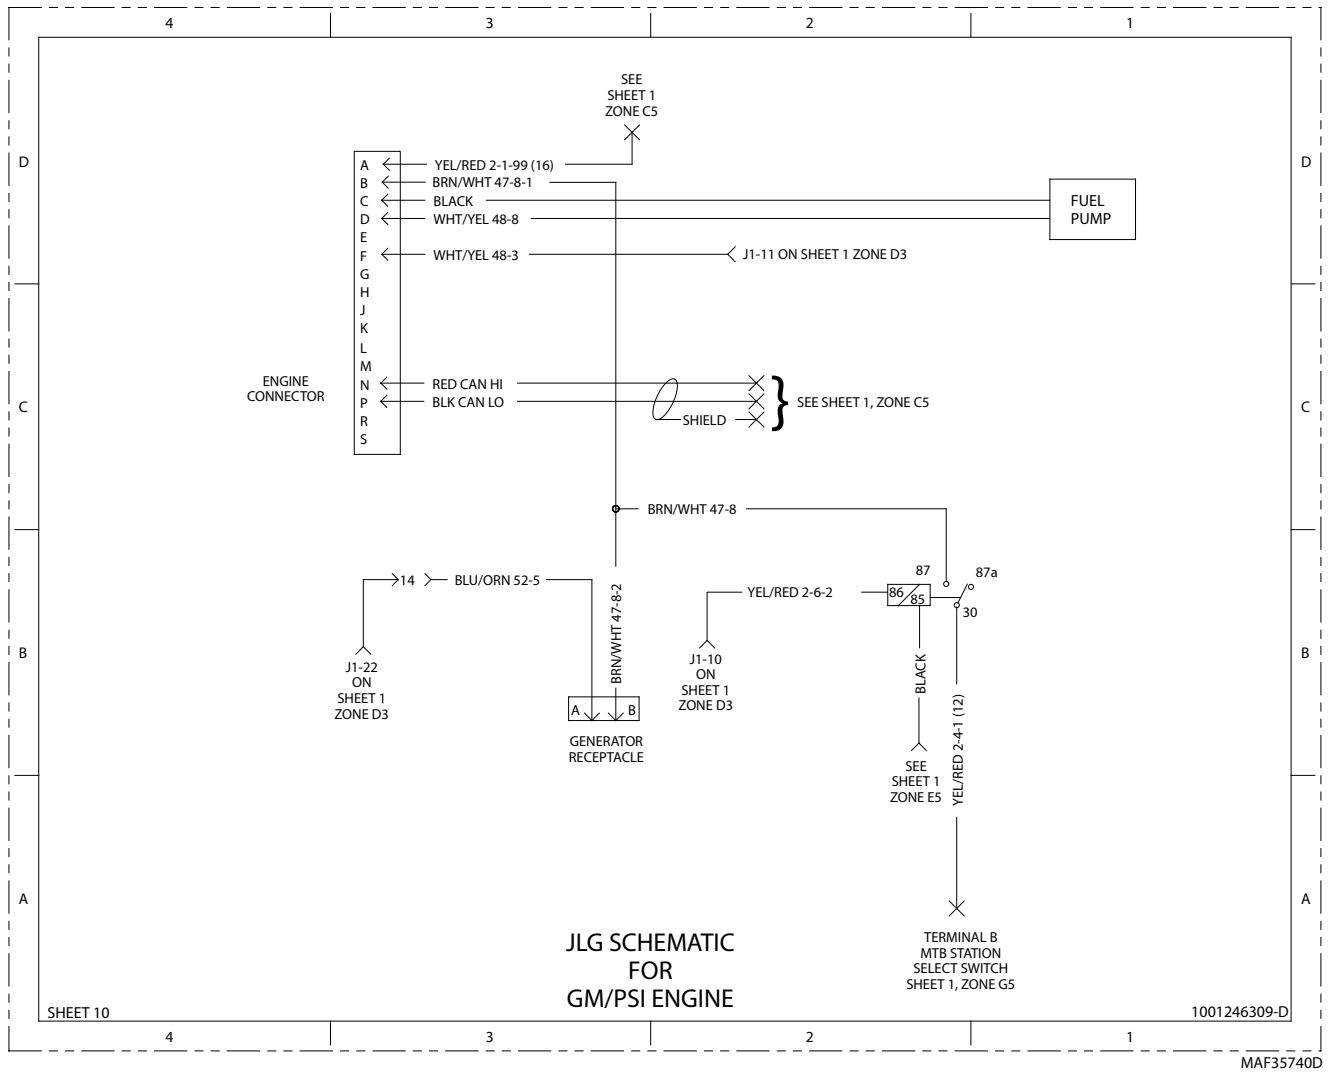 4 3 2 1
SEE
SHEET 1
ZONE C5
D D
A YEL/RED 2-1-99 (16)
B BRN/WHT 47-8-1
C BLACK
D WHT/YEL 48-8
FUEL
PUMP
E
F WHT/YEL 48-3 J1-11 ON SHEET 1 ZONE D3
G
H
J
K
L
M
ENGINE
CONNECTOR
N RED CAN HI
P BLK CAN LO
R SHIELD
S
SEE SHEET 1, ZONE C5
C C
BRN/WHT 47-8
14 BLU/ORN 52-5
BRN/WHT 47-8-2
YEL/RED 2-6-2
87 87a
86 85
30
B B
J1-22
ON
SHEET 1
ZONE D3
J1-10
ON
SHEET 1
ZONE D3
BLACK
YEL/RED 2-4-1 (12)
A B
GENERATOR
RECEPTACLE
SEE
SHEET 1
ZONE E5
A A
TERMINAL B
MTB STATION
SELECT SWITCH
SHEET 1, ZONE G5
JLG SCHEMATIC
FOR
GM/PSI ENGINE
SHEET 10 1001246309-D
4 3 2 1
MAF35740D